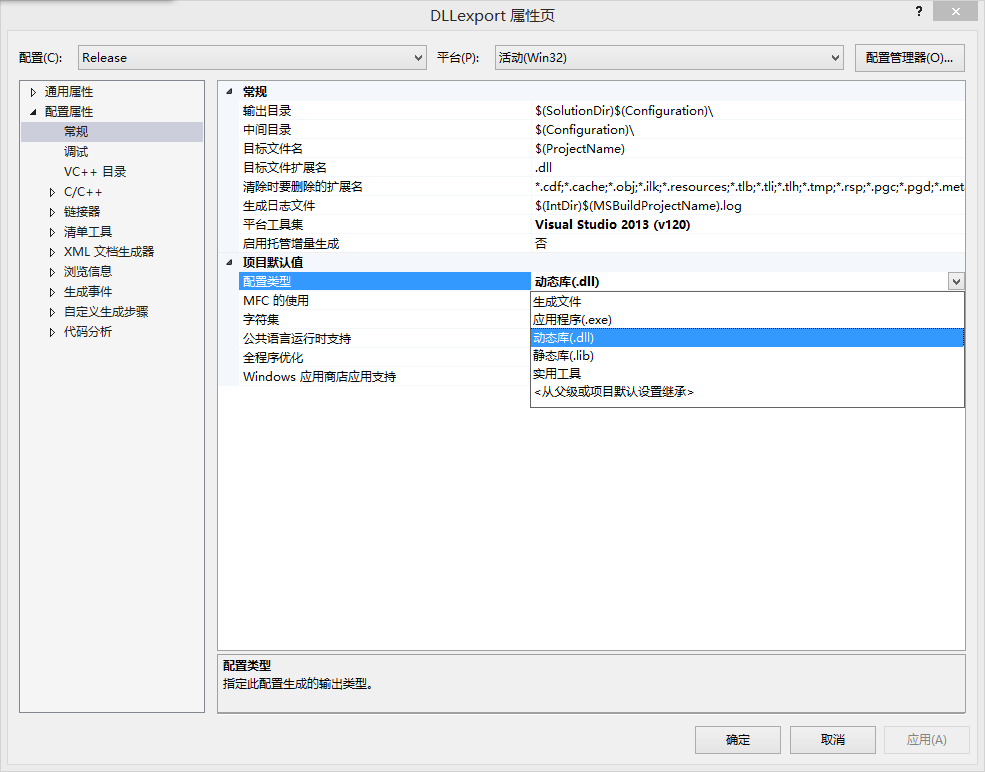 DLLexport 属性页
?
配置(C): Release 平台(P): 活动(Win32) 配置管理器(O)...
通用属性
配置属性
常规
调试
VC++ 目录
C/C++
链接器
清单工具
XML 文档生成器
浏览信息
生成事件
自定义生成步骤
代码分析
常规
输出目录 $(SolutionDir)$(Configuration)\
中间目录 $(Configuration)\
目标文件名 $(ProjectName)
目标文件扩展名 .dll
清除时要删除的扩展名 *.cdf;*.cache;*.obj;*.ilk;*.resources;*.tlb;*.tli;*.tlh;*.tmp;*.rsp;*.pgc;*.pgd;*.met
生成日志文件 $(IntDir)$(MSBuildProjectName).log
平台工具集 Visual Studio 2013 (v120)
启用托管增量生成 否
项目默认值
配置类型 动态库(.dll)
MFC 的使用
字符集
公共语言运行时支持
全程序优化
Windows 应用商店应用支持
生成文件
应用程序(.exe)
动态库(.dll)
静态库(.lib)
实用工具
<从父级或项目默认设置继承>
配置类型
指定此配置生成的输出类型。
确定 取消 应用(A)